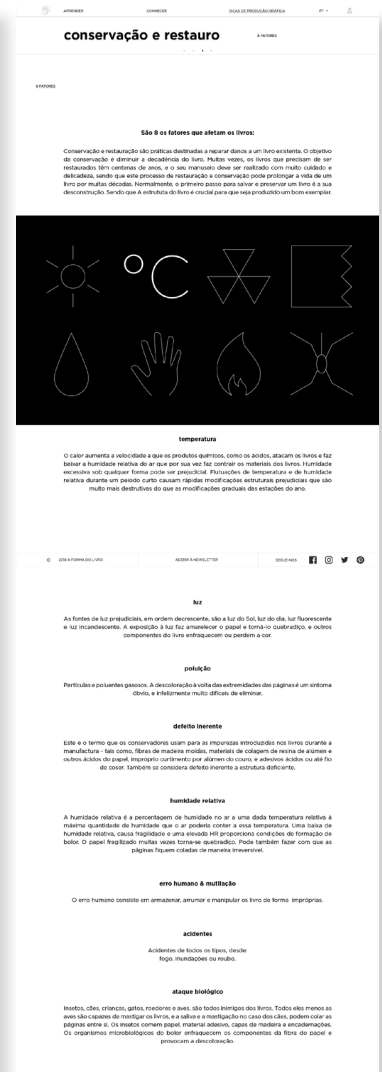 APRENDER CONHECER DICAS DE PRODUÇÃO GRÁFICA PT
conservação e restauro 8 FATORES
8 FATORES
São 8 os fatores que afetam os livros:
Conservação e restauração são práticas destinadas a reparar danos a um livro existente. O objetivo
da conservação é diminuir a decadência do livro. Muitas vezes, os livros que precisam de ser
restaurados têm centenas de anos, e o seu manuseio deve ser realizado com muito cuidado e
delicadeza, sendo que este processo de restauração e conservação pode prolongar a vida de um
livro por muitas décadas. Normalmente, o primeiro passo para salvar e preservar um livro é a sua
desconstrução. Sendo que A estrututa do livro é crucial para que seja produzido um bom exemplar.
°C
temperatura
O calor aumenta a velocidade a que os produtos químicos, como os ácidos, atacam os livros e faz
baixar a humidade relativa do ar que por sua vez faz contrair os materiais dos livros. Humidade
excessiva sob qualquer forma pode ser prejudicial. Flutuações de temperatura e de humidade
relativa durante um período curto causam rápidas modificações estruturais prejudiciais que são
muito mais destrutivas do que as modificações graduais das estações do ano.
© 2018 A FORMA DO LIVRO ADERIR À NEWSLETTER SEGUE-NOS
luz
As fontes de luz prejudiciais, em ordem decrescente, são a luz do Sol, luz do dia, luz fluorescente
e luz incandescente. A exposição à luz faz amarelecer o papel e torná-lo quebradiço, e outros
componentes do livro enfraquecem ou perdem a cor.
poluição
Partículas e poluentes gasosos. A descoloração à volta das extremidades das páginas é um sintoma
óbvio, e infelizmente muito difíceis de eliminar.
defeito inerente
Este é o termo que os conservadores usam para as impurezas introduzidas nos livros durante a
manufactura - tais como, fibras de madeira moídas, materiais de colagem de resina de alúmen e
outros ácidos do papel, impróprio curtimento por alúmen do couro, e adesivos ácidos ou até fio
de coser. Também se considera defeito inerente a estrutura deficiente.
humidade relativa
A humidade relativa é a percentagem de humidade no ar a uma dada temperatura relativa à
máxima quantidade de humidade que o ar poderia conter a essa temperatura. Uma baixa de
humidade relativa, causa fragilidade e uma elevada HR proporciona condições de formação de
bolor. O papel fragilizado muitas vezes torna-se quebradiço. Pode também fazer com que as
páginas fiquem coladas de maneira irreversível.
erro humano & mutilação
O erro humano consiste em armazenar, arrumar e manipular os livro de forma impróprias.
acidentes
Acidentes de todos os tipos, desde
fogo, inundações ou roubo.
ataque biológico
Insetos, cães, crianças, gatos, roedores e aves, são todos inimigos dos livros. Todos eles menos as
aves são capazes de mastigar os livros, e a saliva e a mastigação no caso dos cães, podem colar as
páginas entre si. Os insetos comem papel, material adesivo, capas de madeira e encadernações.
Os organismos microbiológicos do bolor enfraquecem os componentes da fibra de papel e
provocam a descoloração.